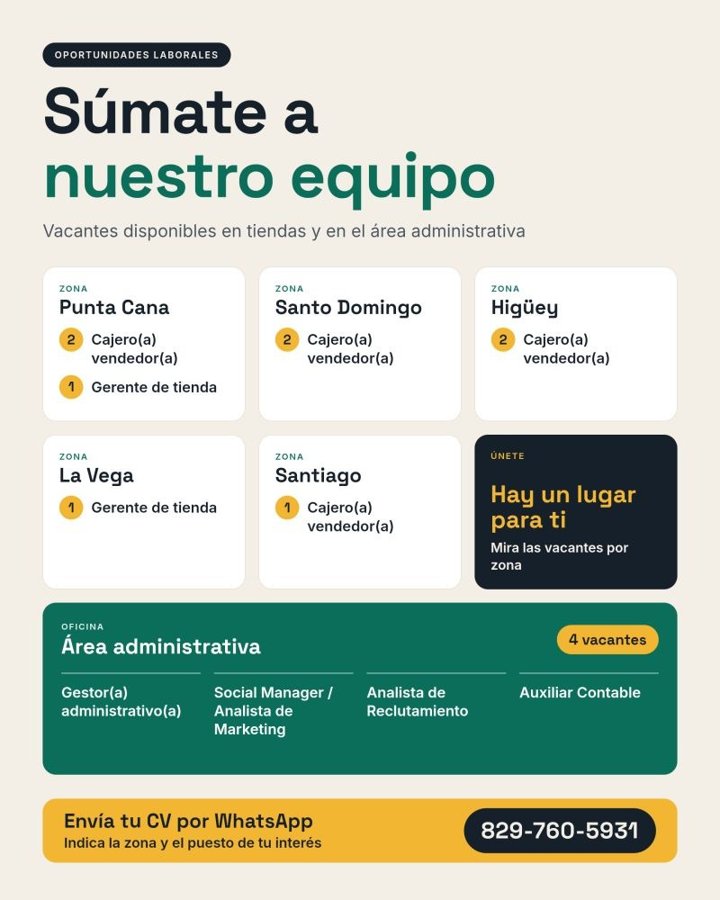 OPORTUNIDADES LABORALES
Súmate a
nuestro equipo
Vacantes disponibles en tiendas y en el área administrativa
ZONA
Punta Cana
2 Cajero(a)
vendedor(a)
1 Gerente de tienda
ZONA
Santo Domingo
2 Cajero(a)
vendedor(a)
ZONA
Higüey
2 Cajero(a)
vendedor(a)
ZONA
La Vega
1 Gerente de tienda
ZONA
Santiago
1 Cajero(a)
vendedor(a)
ÚNETE
Hay un lugar
para ti
Mira las vacantes por
zona
OFICINA
Área administrativa
4 vacantes
Gestor(a)
administrativo(a)
Social Manager /
Analista de
Marketing
Analista de
Reclutamiento
Auxiliar Contable
Envía tu CV por WhatsApp
Indica la zona y el puesto de tu interés
829-760-5931